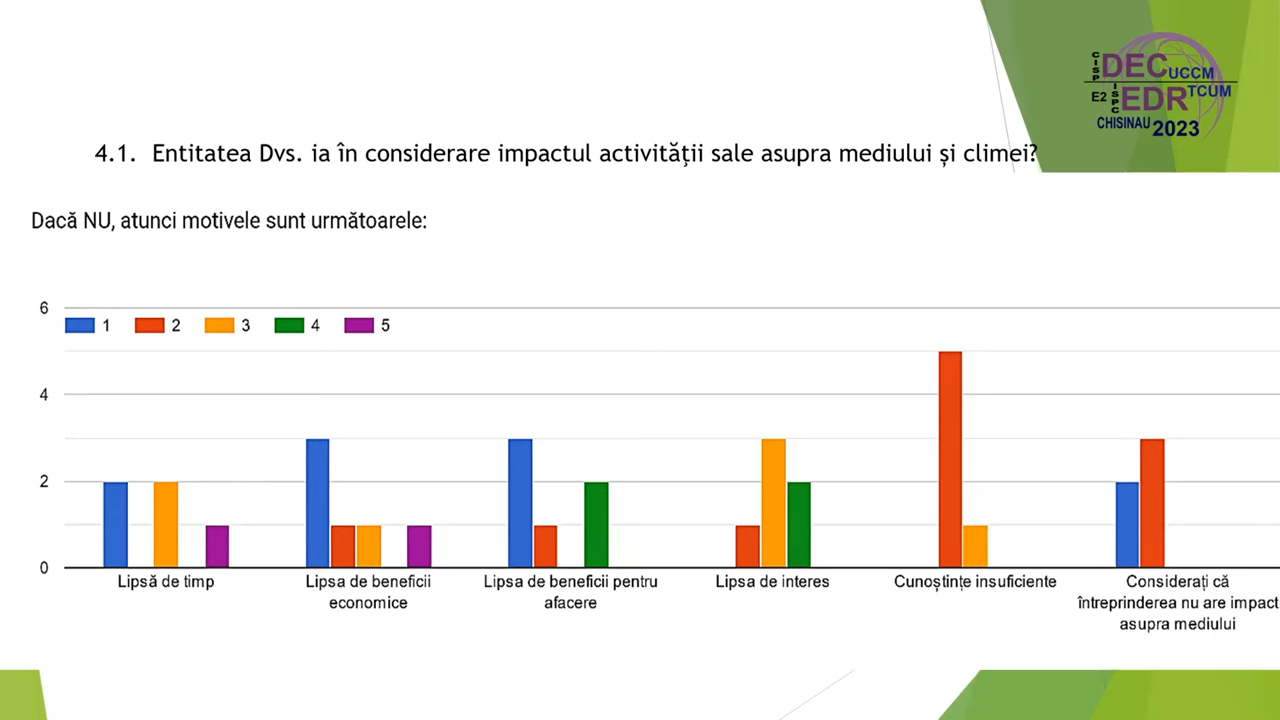 CISP
DEC UCCM
E2 ISPC EDR TCUM
CHISINAU 2023
4.1. Entitatea Dvs. ia în considerare impactul activității sale asupra mediului și climei?
Dacă NU, atunci motivele sunt următoarele:
6
1 2 3 4 5
4
2
0
Lipsă de timp
Lipsa de beneficii
economice
Lipsa de beneficii pentru
afacere
Lipsa de interes
Cunoștințe insuficiente
Considerați că
întreprinderea nu are impact
asupra mediului